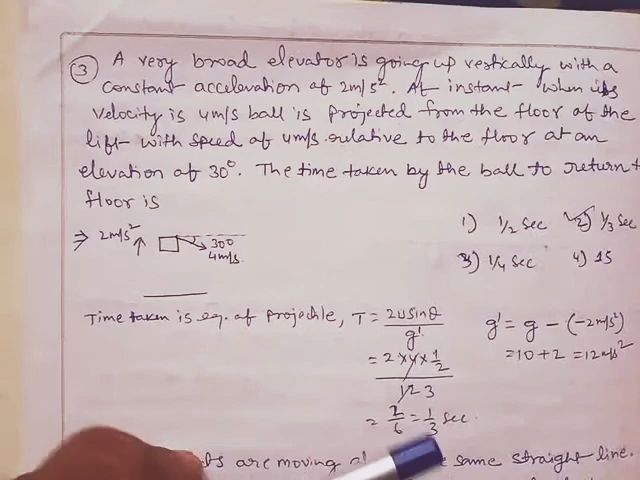 3 A very broad elevator is going up vertically with a
constant accelaration of 2m/s². At instant when its
velocity is 4m/s ball is projected from the floor of the
lift with speed of 4m/s relative to the floor at an
elevation of 30°. The time taken by the ball to return t
floor is
1) 1/2 sec 2) 1/3 sec
⇒ 2m/s² ↑ 30° 4m/s
3) 1/4 sec 4) 1s
Time taken is eq. of projectile, T = 2usinθ/g' g' = g - (-2m/s²)
= 2×4×1/2 / 12 3 = 10+2 = 12m/s²
= 2/6 = 1/3 sec.
are moving same straight line.